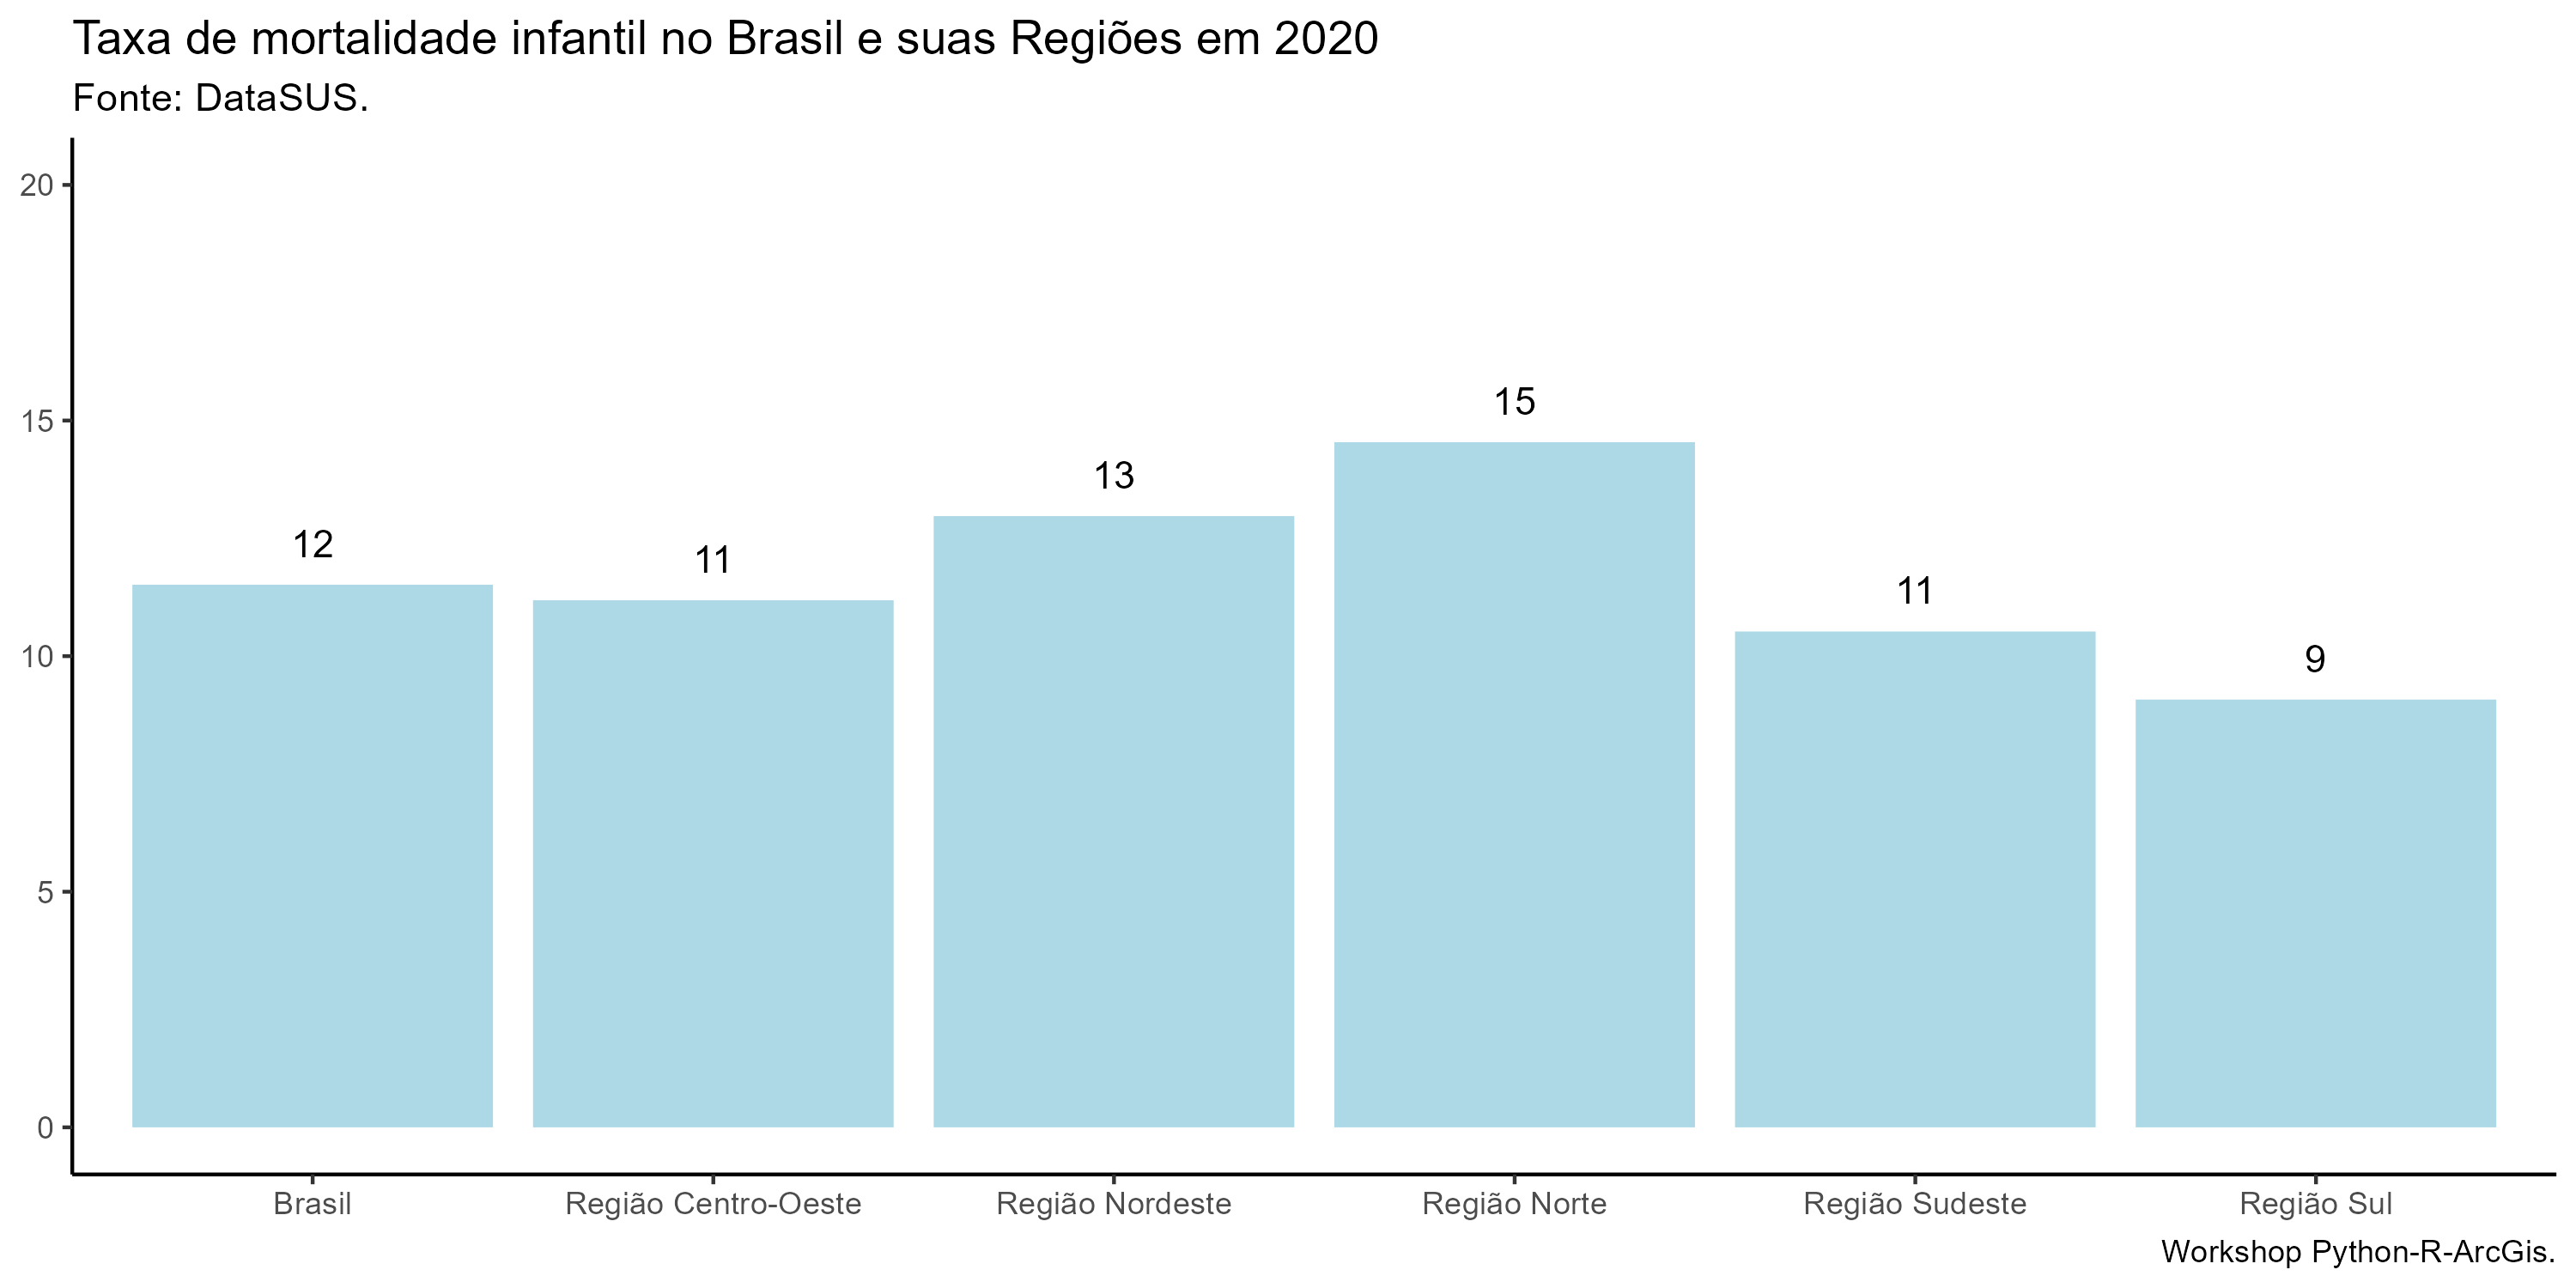 Taxa de mortalidade infantil no Brasil e suas Regiões em 2020
Fonte: DataSUS.
20
15
10
5
0
12
11
13
15
11
9
Brasil
Região Centro-Oeste
Região Nordeste
Região Norte
Região Sudeste
Região Sul
Workshop Python-R-ArcGis.